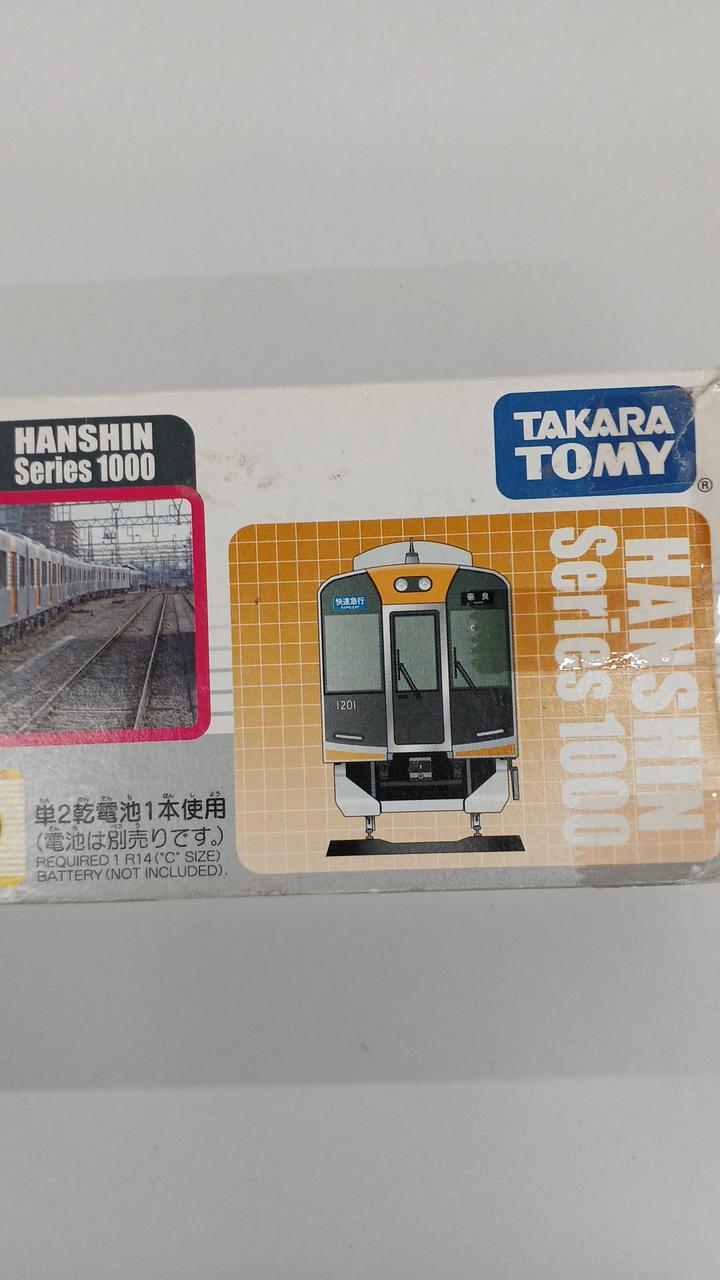 HANSHIN
Series 1000
TAKARA
TOMY
®
快速急行
RAPID EXP
奈良
1201
HANSHIN
Series 1000
単2乾電池1本使用
(電池は別売りです。)
REQUIRED 1 R14 ("C" SIZE)
BATTERY (NOT INCLUDED).